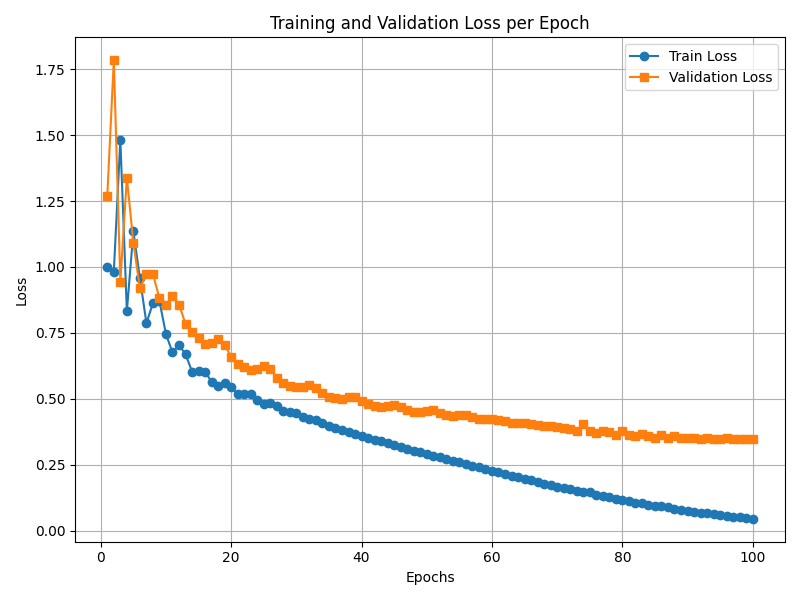 Training and Validation Loss per Epoch
Train Loss
Validation Loss
Loss
1.75
1.50
1.25
1.00
0.75
0.50
0.25
0.00
0 20 40 60 80 100
Epochs